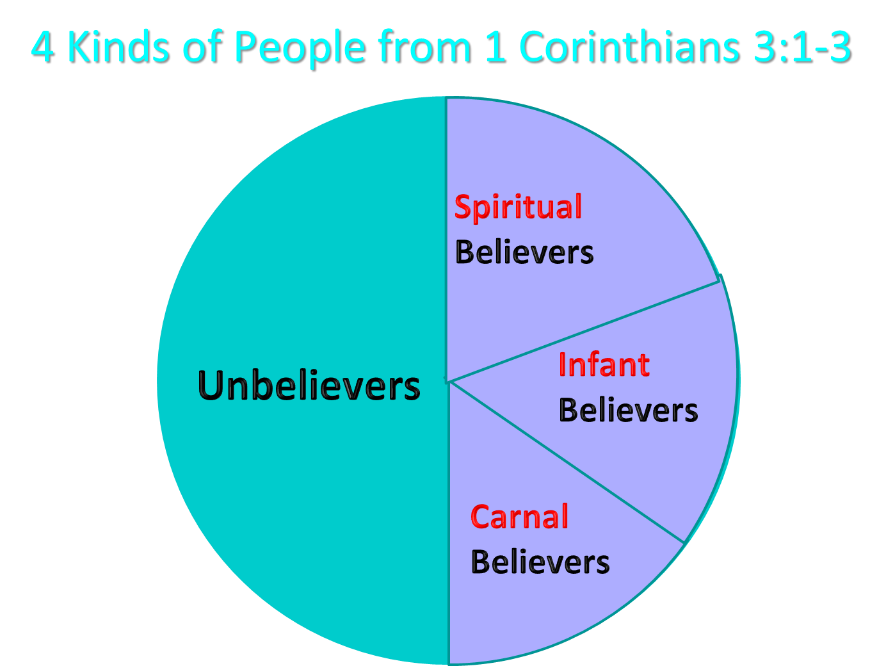 4 Kinds of People from 1 Corinthians 3:1-3
Spiritual
Believers
Unbelievers
Infant
Believers
Carnal
Believers